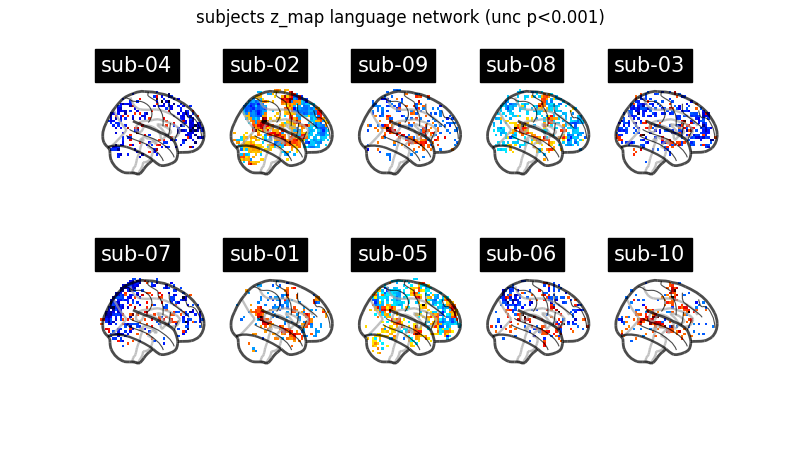 subjects z_map language network (unc p<0.001)
sub-04 sub-02 sub-09 sub-08 sub-03
sub-07 sub-01 sub-05 sub-06 sub-10